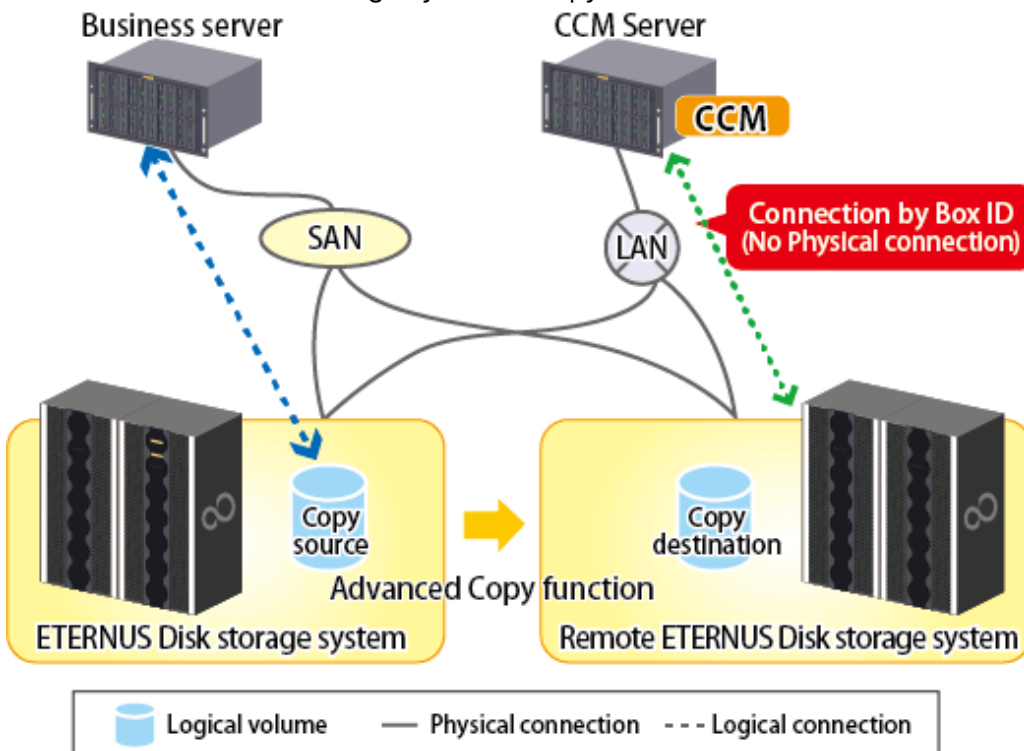 Business server
CCM Server
CCM
SAN
LAN
Connection by Box ID
(No Physical connection)
Copy
source
Copy
destination
Advanced Copy function
ETERNUS Disk storage system
Remote ETERNUS Disk storage system
Logical volume
Physical connection
Logical connection